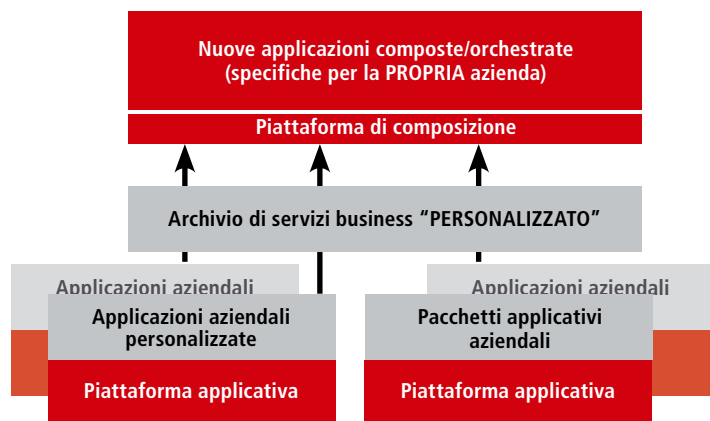 Nuove applicazioni composte/orchestrate
(specifiche per la PROPRIA azienda)
Piattaforma di composizione
Archivio di servizi business “PERSONALIZZATO”
Applicazioni aziendali
Applicazioni aziendali
Applicazioni aziendali
personalizzate
Pacchetti applicativi
aziendali
Piattaforma applicativa
Piattaforma applicativa